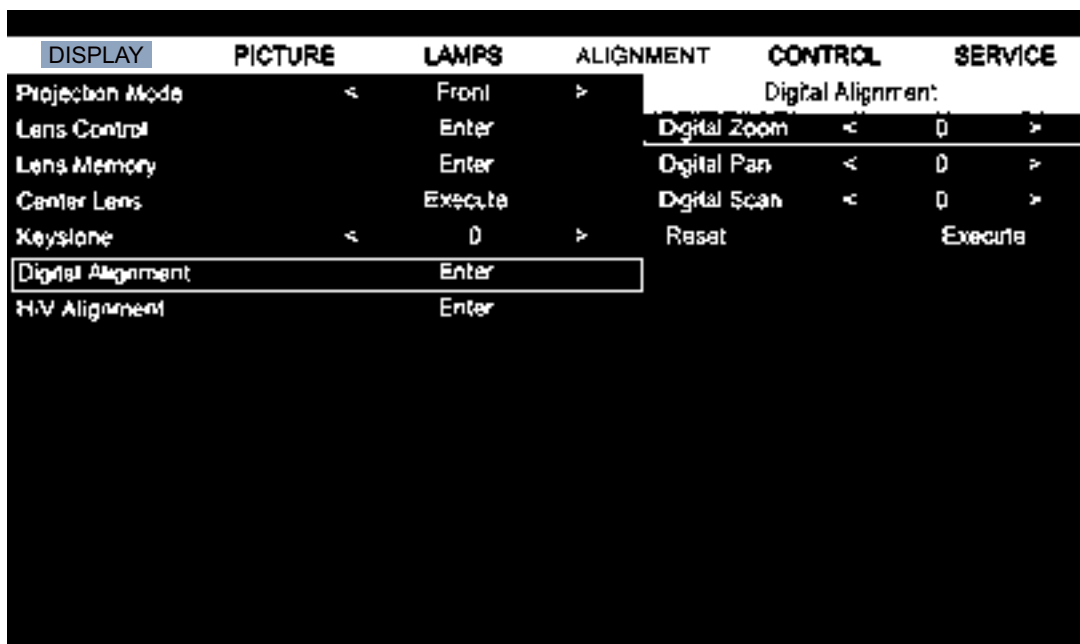 DISPLAY PICTURE LAMPS ALIGNMENT CONTROL SERVICE
Projection Mode < Front > Digital Alignment
Lens Control Enter Digital Zoom < 0 >
Lens Memory Enter Digital Pan < 0 >
Center Lens Execute Digital Scan < 0 >
Keystone < 0 > Reset Execute
Digital Alignment Enter
H/V Alignment Enter